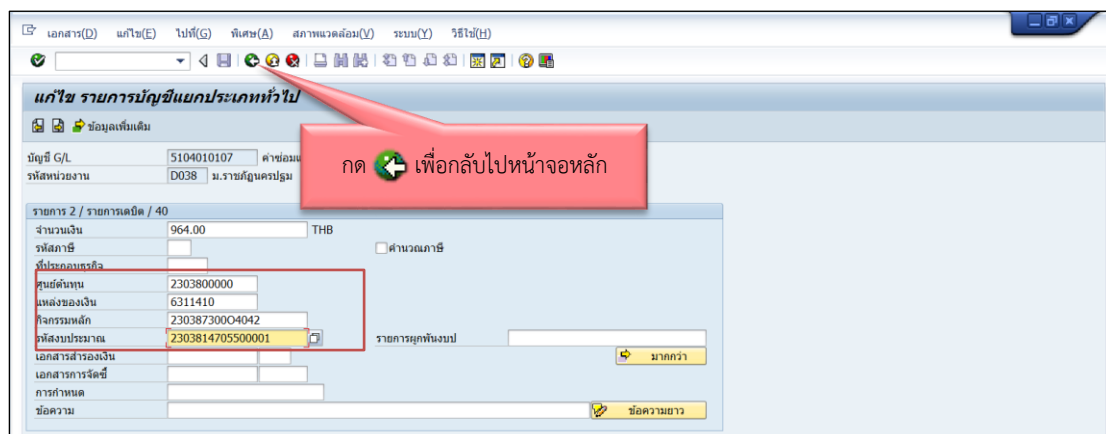 เอกสาร(D) แก้ไข(E) ไปที่(G) พิเศษ(A) สภาพแวดล้อม(V) ระบบ(Y) วิธีใช้(H)
แก้ไข รายการบัญชีแยกประเภททั่วไป
ข้อมูลเพิ่มเติม
บัญชี G/L 5104010107
รหัสหน่วยงาน D038 ม.ราชภัฏนครปฐม
กด เพื่อกลับไปหน้าจอหลัก
รายการ 2 / รายการเดบิต / 40
จำนวนเงิน 964.00 THB
รหัสภาษี คำนวณภาษี
ที่ประกอบธุรกิจ
ศูนย์ต้นทุน 2303800000
แหล่งของเงิน 6311410
กิจกรรมหลัก 23038730004042
รหัสงบประมาณ 2303814705500001 รายการผูกพันงบป
เอกสารสำรองเงิน มากกว่า
เอกสารการจัดซื้
การกำหนด
ข้อความ ข้อความยาว